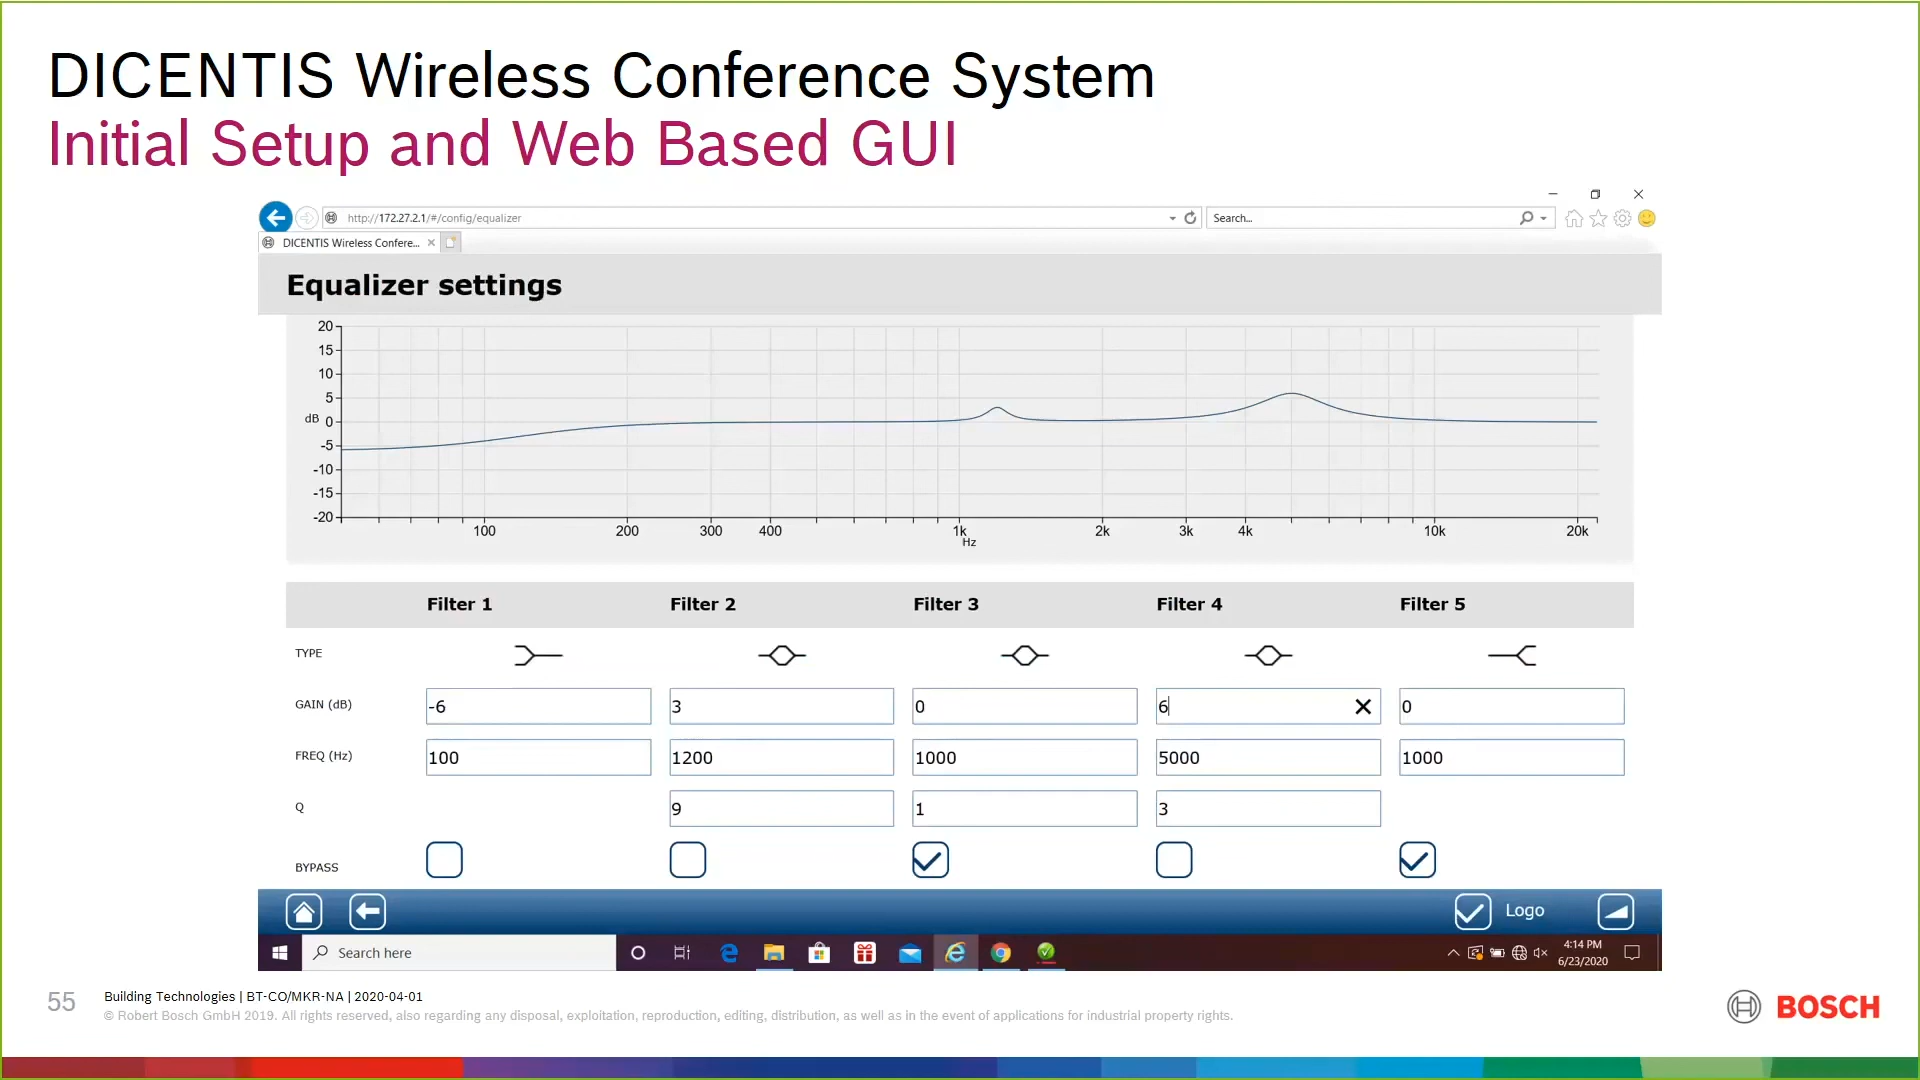 DICENTIS Wireless Conference System
Initial Setup and Web Based GUI
http://172.27.2.1/#/config/equalizer
Search...
DICENTIS Wireless Confere...
Equalizer settings
20
15
10
5
dB 0
-5
-10
-15
-20
100 200 300 400 1k 2k 3k 4k 10k 20k
Hz
Filter 1 Filter 2 Filter 3 Filter 4 Filter 5
TYPE
GAIN (dB) -6 3 0 6 0
FREQ (Hz) 100 1200 1000 5000 1000
Q 9 1 3
BYPASS
Logo
Search here
4:14 PM
6/23/2020
55 Building Technologies | BT-CO/MKR-NA | 2020-04-01
© Robert Bosch GmbH 2019. All rights reserved, also regarding any disposal, exploitation, reproduction, editing, distribution, as well as in the event of applications for industrial property rights.
BOSCH